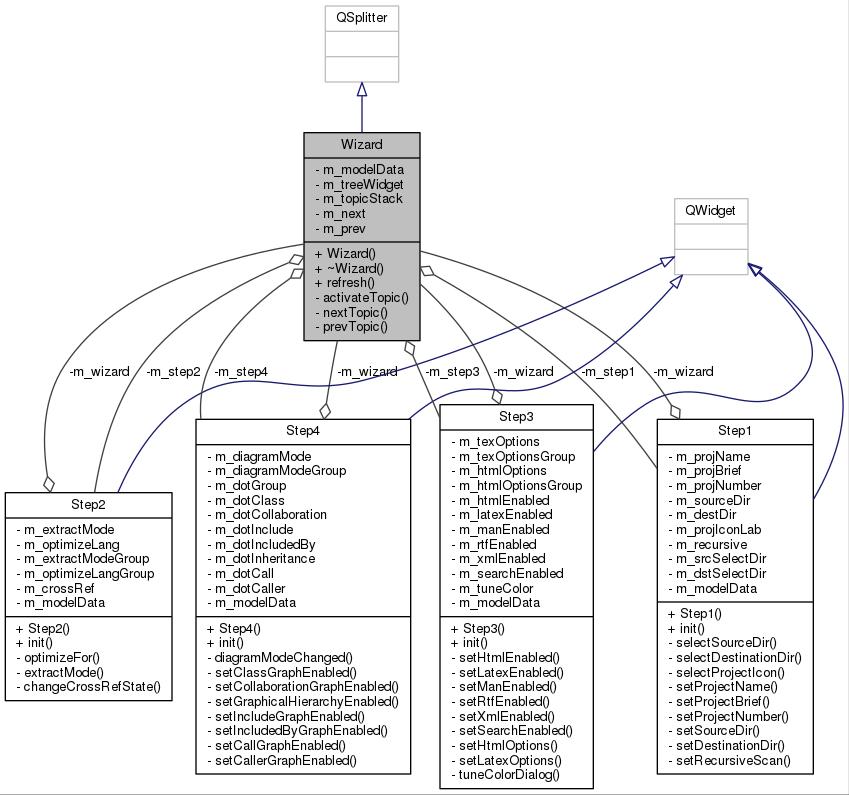 QSplitter
Wizard
- m_modelData
- m_treeWidget
- m_topicStack
- m_next
- m_prev
+ Wizard()
+ ~Wizard()
+ refresh()
- activateTopic()
- nextTopic()
- prevTopic()
QWidget
-m_wizard
-m_step2
-m_step4
-m_wizard
-m_step3
-m_wizard
-m_step1
-m_wizard
Step2
- m_extractMode
- m_optimizeLang
- m_extractModeGroup
- m_optimizeLangGroup
- m_crossRef
- m_modelData
+ Step2()
+ init()
- optimizeFor()
- extractMode()
- changeCrossRefState()
Step4
- m_diagramMode
- m_diagramModeGroup
- m_dotGroup
- m_dotClass
- m_dotCollaboration
- m_dotInclude
- m_dotIncludedBy
- m_dotInheritance
- m_dotCall
- m_dotCaller
- m_modelData
+ Step4()
+ init()
- diagramModeChanged()
- setClassGraphEnabled()
- setCollaborationGraphEnabled()
- setGraphicalHierarchyEnabled()
- setIncludeGraphEnabled()
- setIncludedByGraphEnabled()
- setCallGraphEnabled()
- setCallerGraphEnabled()
Step3
- m_texOptions
- m_texOptionsGroup
- m_htmlOptions
- m_htmlOptionsGroup
- m_htmlEnabled
- m_latexEnabled
- m_manEnabled
- m_rtfEnabled
- m_xmlEnabled
- m_searchEnabled
- m_tuneColor
- m_modelData
+ Step3()
+ init()
- setHtmlEnabled()
- setLatexEnabled()
- setManEnabled()
- setRtfEnabled()
- setXmlEnabled()
- setSearchEnabled()
- setHtmlOptions()
- setLatexOptions()
- tuneColorDialog()
Step1
- m_projName
- m_projBrief
- m_projNumber
- m_sourceDir
- m_destDir
- m_projIconLab
- m_recursive
- m_srcSelectDir
- m_dstSelectDir
- m_modelData
+ Step1()
+ init()
- selectSourceDir()
- selectDestinationDir()
- selectProjectIcon()
- setProjectName()
- setProjectBrief()
- setProjectNumber()
- setSourceDir()
- setDestinationDir()
- setRecursiveScan()